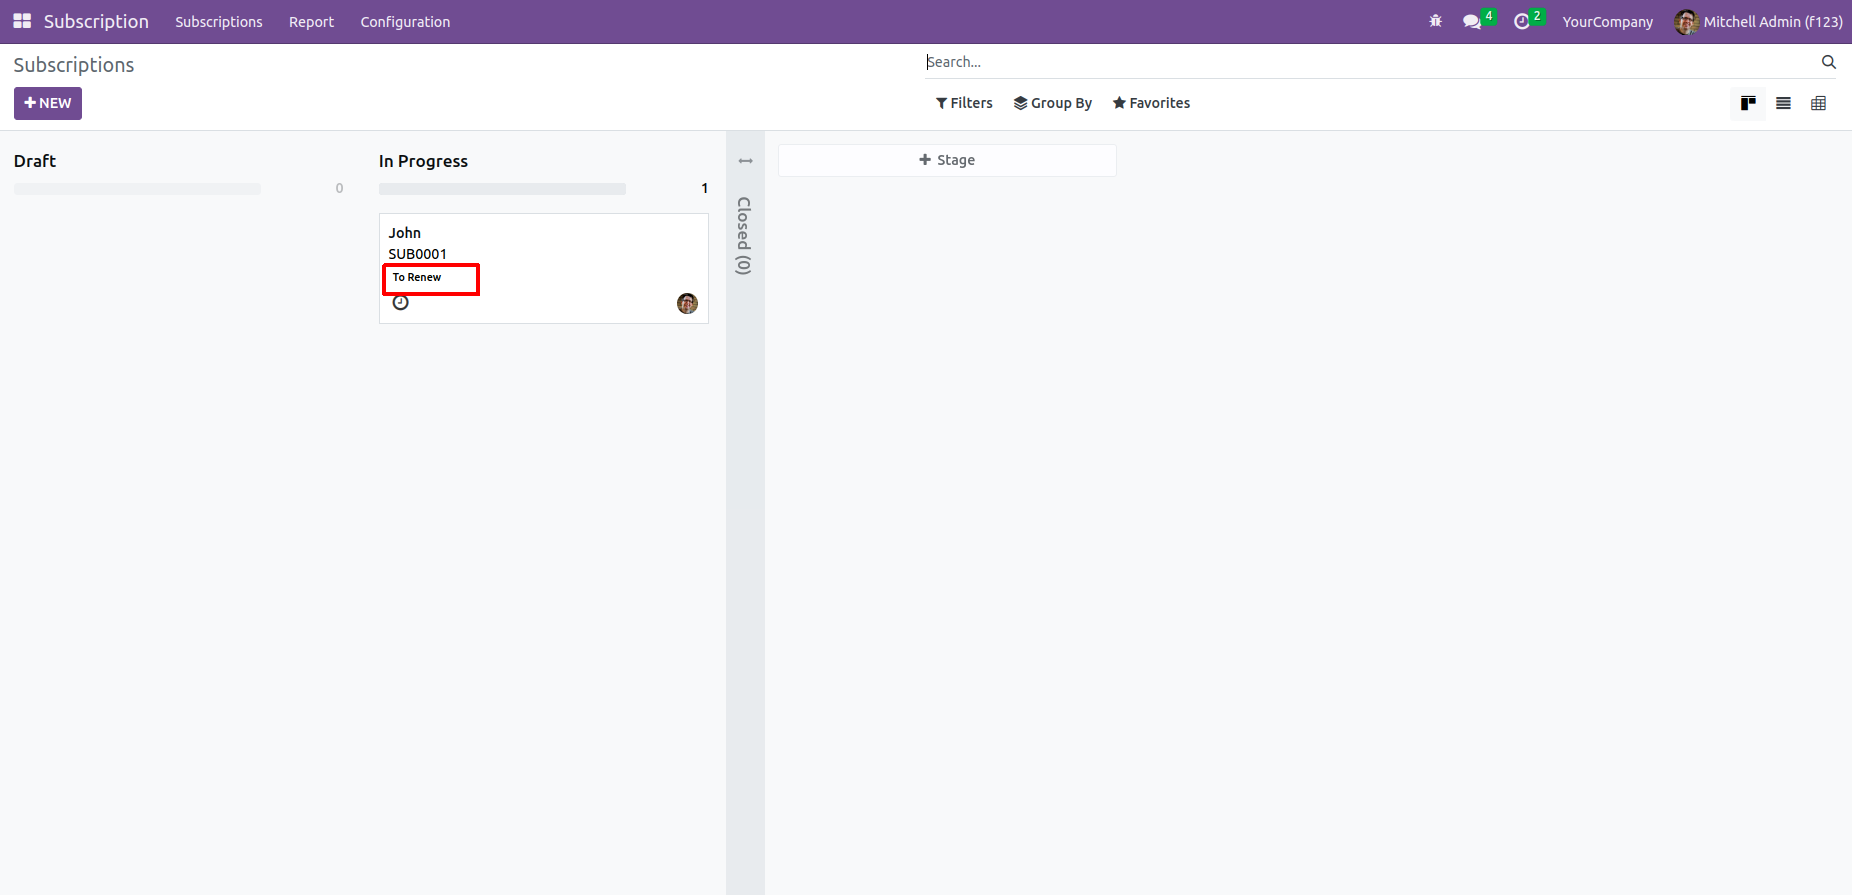 Subscription Subscriptions Report Configuration 4 2 YourCompany Mitchell Admin (f123)
Subscriptions
Search...
NEW
Filters Group By Favorites
Draft
0
In Progress
1
John
SUB0001
To Renew
Closed (0)
Stage